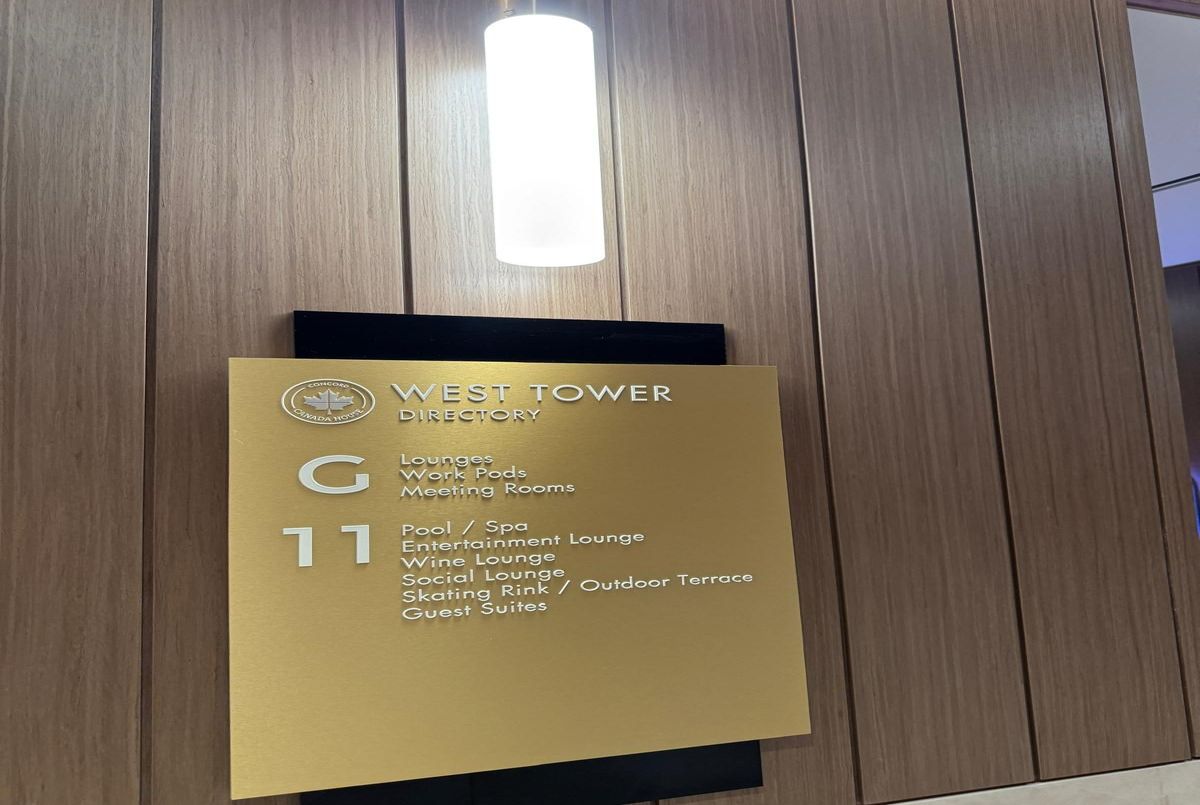 CONCORD
CANADA HOUSE
WEST TOWER
DIRECTORY
G
Lounges
Work Pods
Meeting Rooms
11
Pool / Spa
Entertainment Lounge
Wine Lounge
Social Lounge
Skating Rink / Outdoor Terrace
Guest Suites